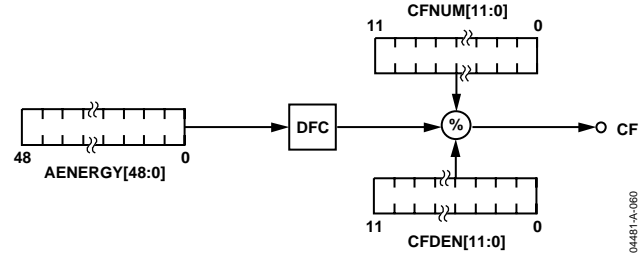 CFNUM[11:0]
11 0
DFC
%
CF
48 0
AENERGY[48:0]
11 0
CFDEN[11:0]
04481-A-060